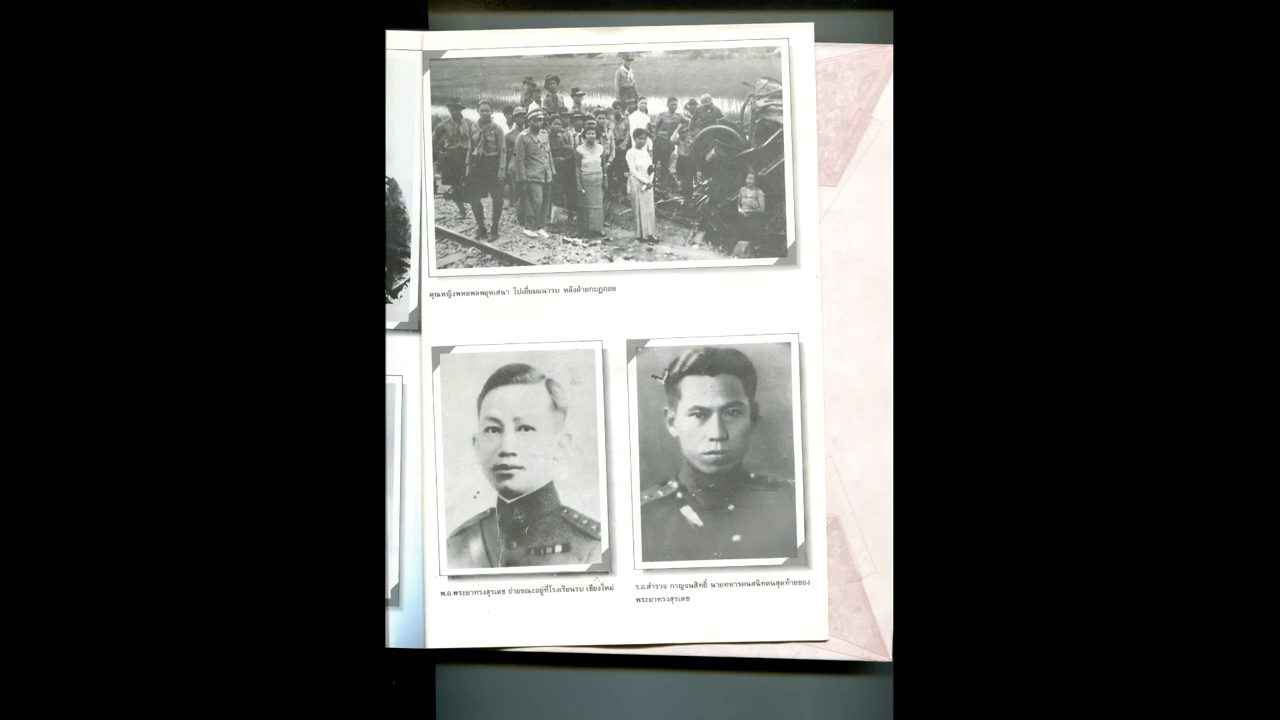 คุณหญิงพหลพลพยุหเสนา ไปเยี่ยมแนวรบ หลังฝ่ายกบฏถอย
พ.อ.พระยาทรงสุรเดช ถ่ายขณะอยู่ที่โรงเรียนรบ เชียงใหม่
ร.อ.สำรวจ กาญจนสิทธิ์ นายทหารคนสนิทคนสุดท้ายของ
พระยาทรงสุรเดช